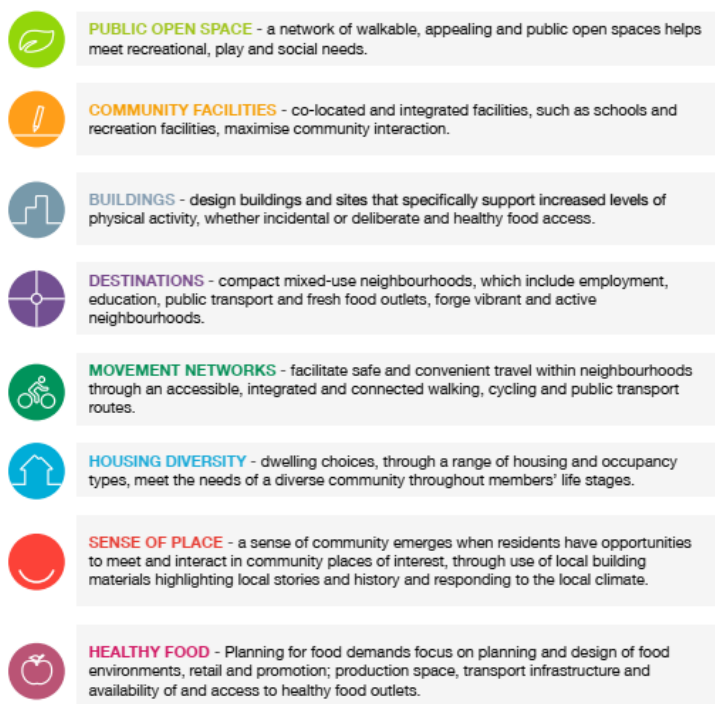 PUBLIC OPEN SPACE - a network of walkable, appealing and public open spaces helps
meet recreational, play and social needs.
COMMUNITY FACILITIES - co-located and integrated facilities, such as schools and
recreation facilities, maximise community interaction.
BUILDINGS - design buildings and sites that specifically support increased levels of
physical activity, whether incidental or deliberate and healthy food access.
DESTINATIONS - compact mixed-use neighbourhoods, which include employment,
education, public transport and fresh food outlets, forge vibrant and active
neighbourhoods.
MOVEMENT NETWORKS - facilitate safe and convenient travel within neighbourhoods
through an accessible, integrated and connected walking, cycling and public transport
routes.
HOUSING DIVERSITY - dwelling choices, through a range of housing and occupancy
types, meet the needs of a diverse community throughout members' life stages.
SENSE OF PLACE - a sense of community emerges when residents have opportunities
to meet and interact in community places of interest, through use of local building
materials highlighting local stories and history and responding to the local climate.
HEALTHY FOOD - Planning for food demands focus on planning and design of food
environments, retail and promotion; production space, transport infrastructure and
availability of and access to healthy food outlets.